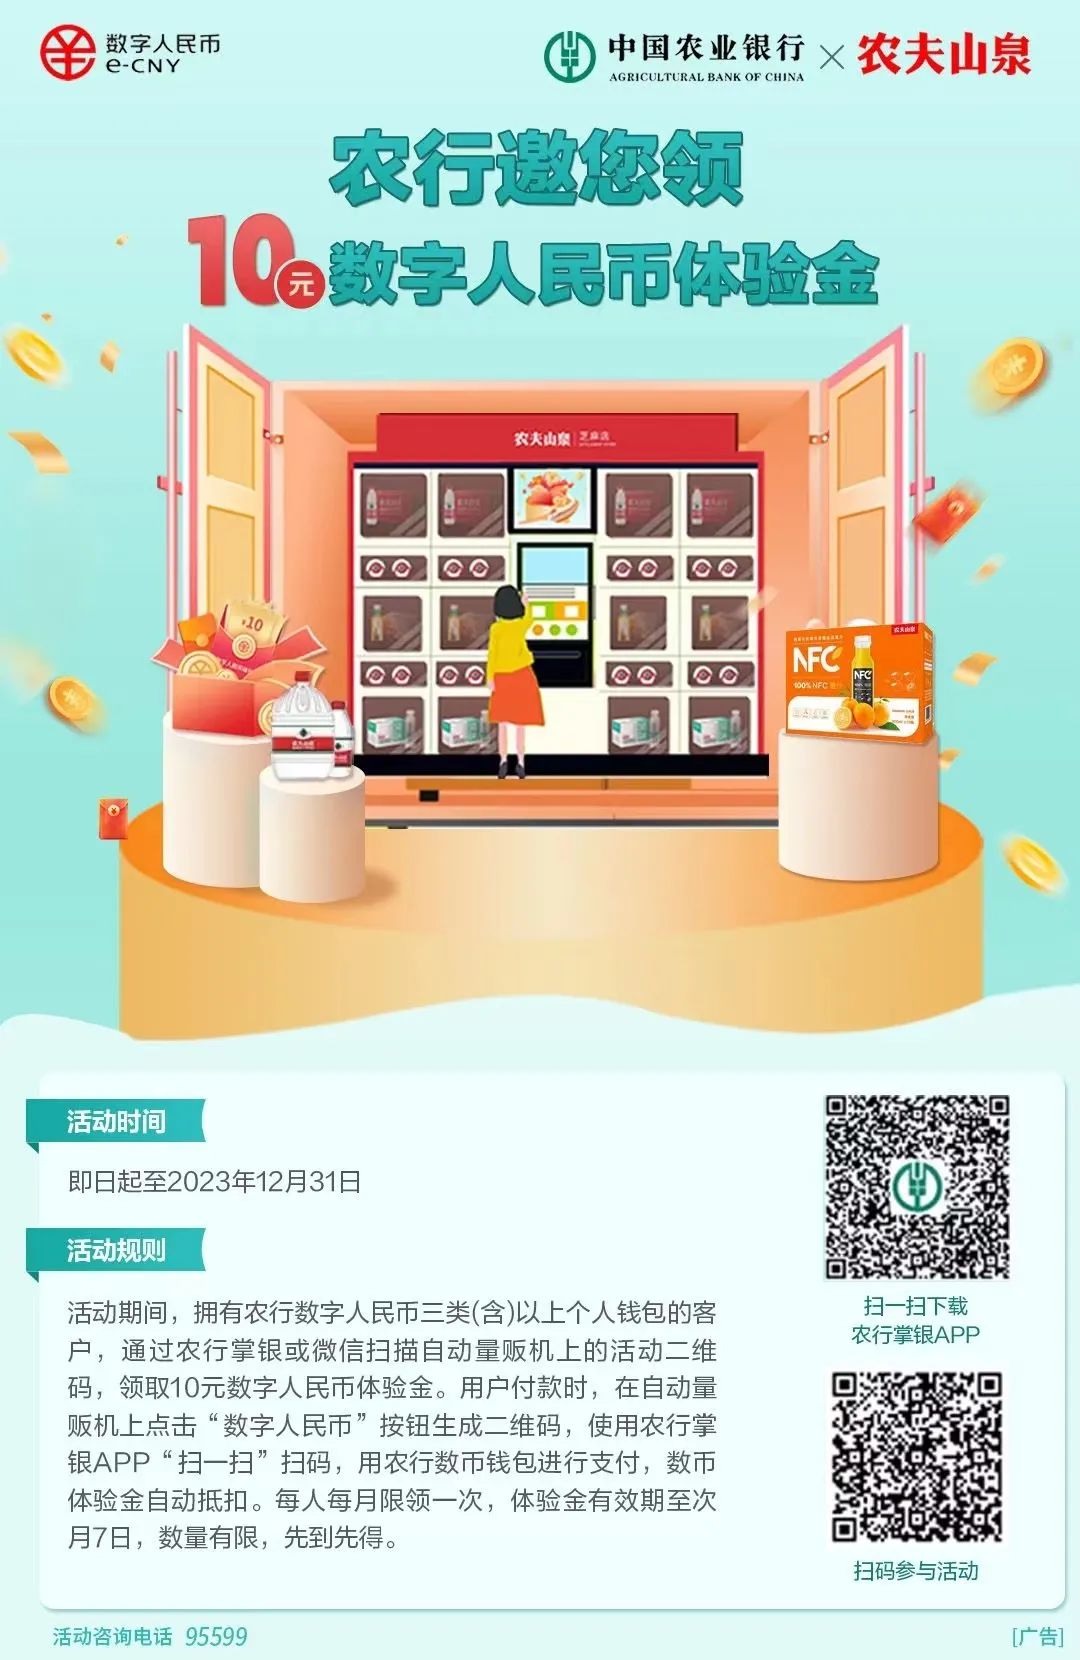 数字人民币
e-CNY
中国农业银行
AGRICULTURAL BANK OF CHINA
×
农夫山泉
农行邀您领
10元数字人民币体验金
农夫山泉 芝麻店
¥10
农夫山泉
NFC
100%NFC
NFC
活动时间
即日起至2023年12月31日
活动规则
活动期间，拥有农行数字人民币三类(含)以上个人钱包的客
户，通过农行掌银或微信扫描自动量贩机上的活动二维
码，领取10元数字人民币体验金。用户付款时，在自动量
贩机上点击“数字人民币”按钮生成二维码，使用农行掌
银APP“扫一扫”扫码，用农行数币钱包进行支付，数币
体验金自动抵扣。每人每月限领一次，体验金有效期至次
月7日，数量有限，先到先得。
扫一扫下载
农行掌银APP
扫码参与活动
活动咨询电话 95599
[广告]